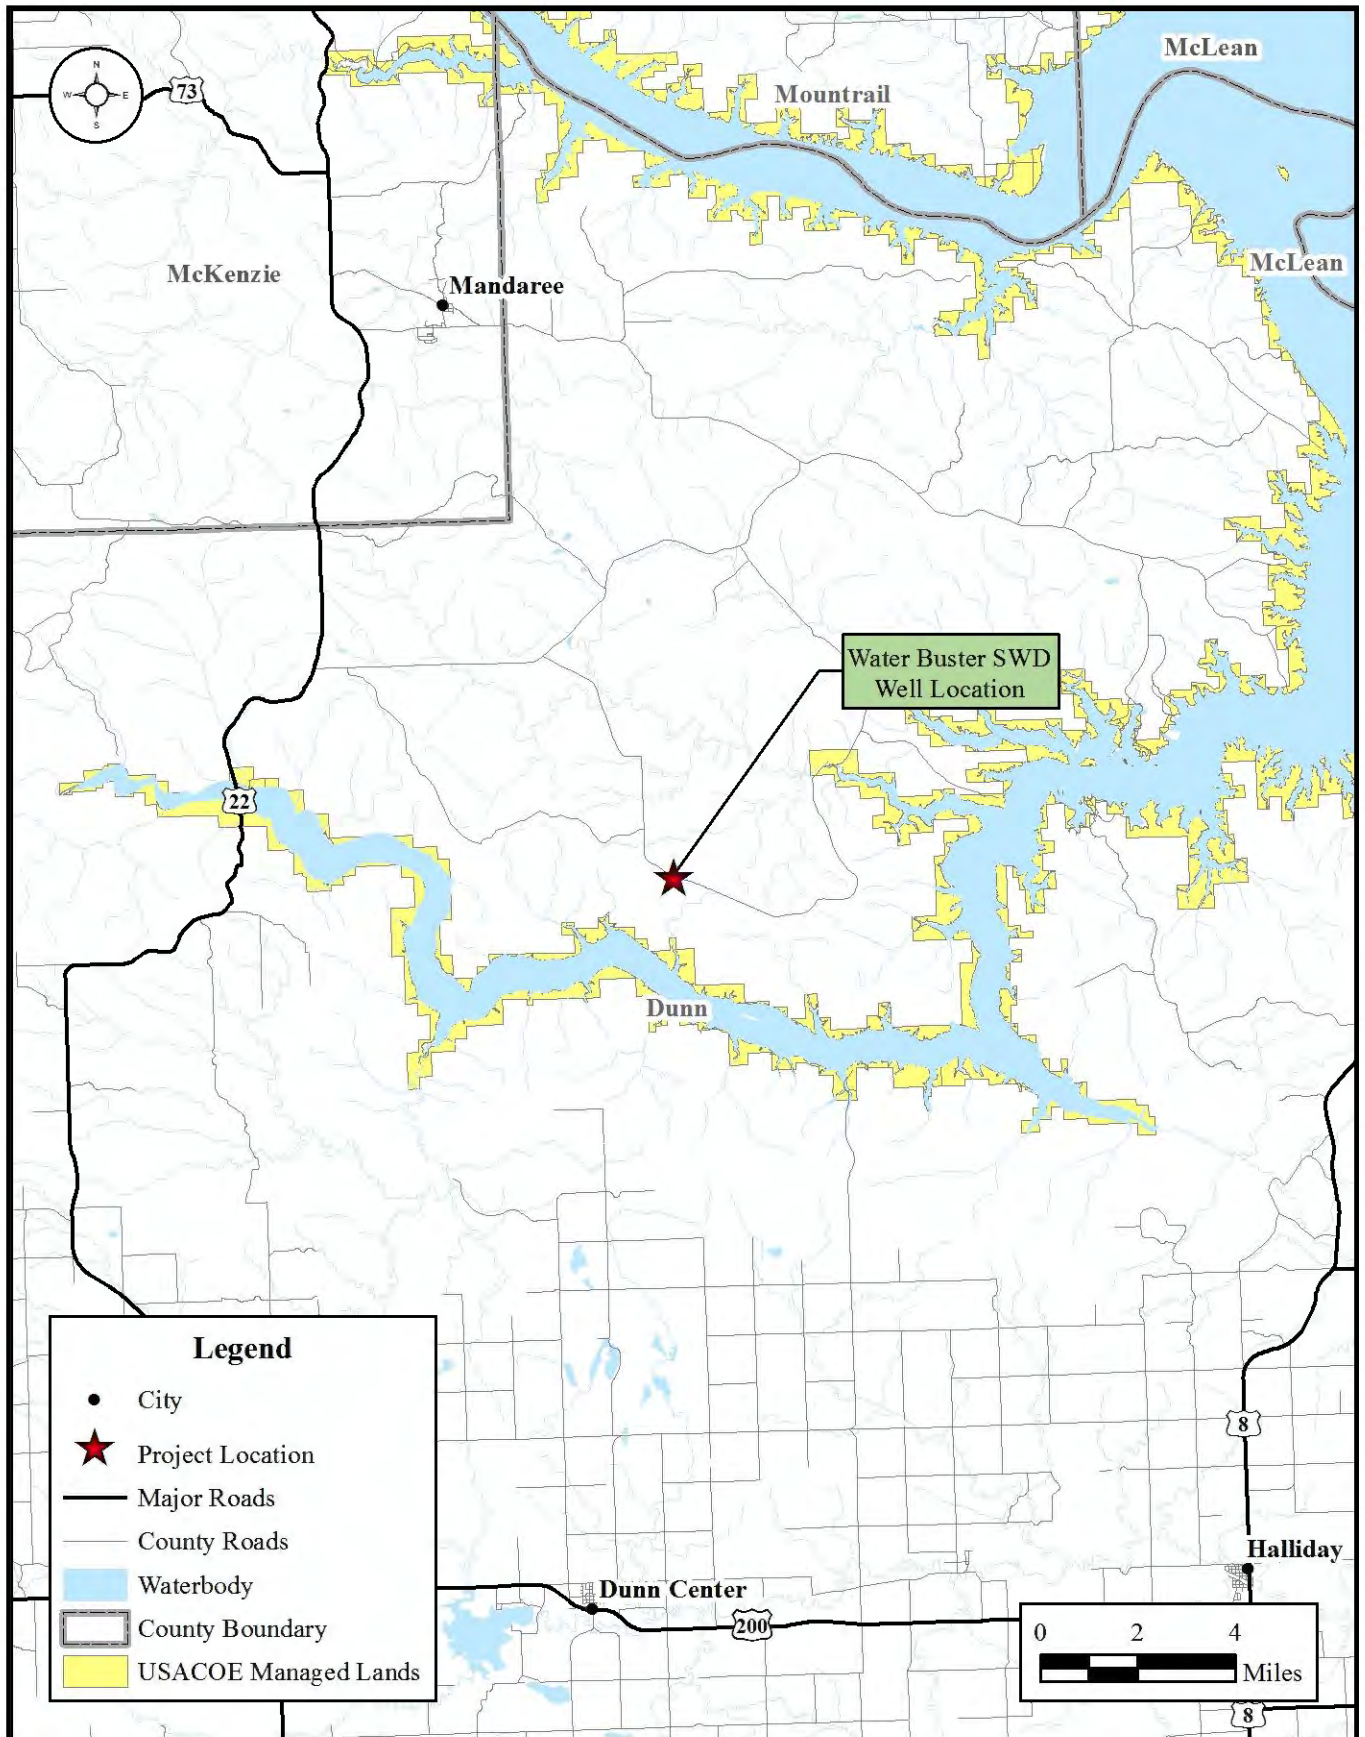 McLean
N
W
E
S
73
Mountrail
McLean
McKenzie
Mandaree
Water Buster SWD
Well Location
22
Dunn
Legend
City
Project Location
Major Roads
County Roads
Waterbody
County Boundary
USACOE Managed Lands
8
Halliday
Dunn Center
200
0
2
4
Miles
8